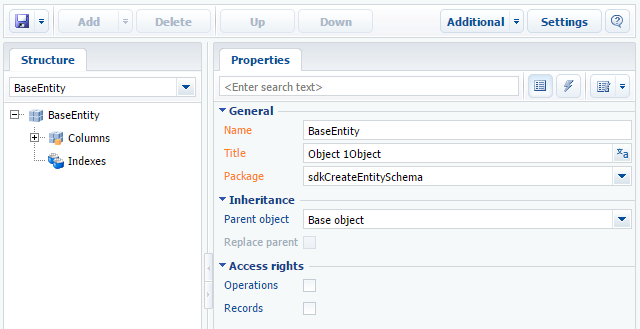 Add Delete Up Down Additional Settings
Structure
BaseEntity
BaseEntity
Columns
Indexes
Properties
<Enter search text>
General
Name BaseEntity
Title Object 1Object
Package sdkCreateEntitySchema
Inheritance
Parent object Base object
Replace parent
Access rights
Operations
Records